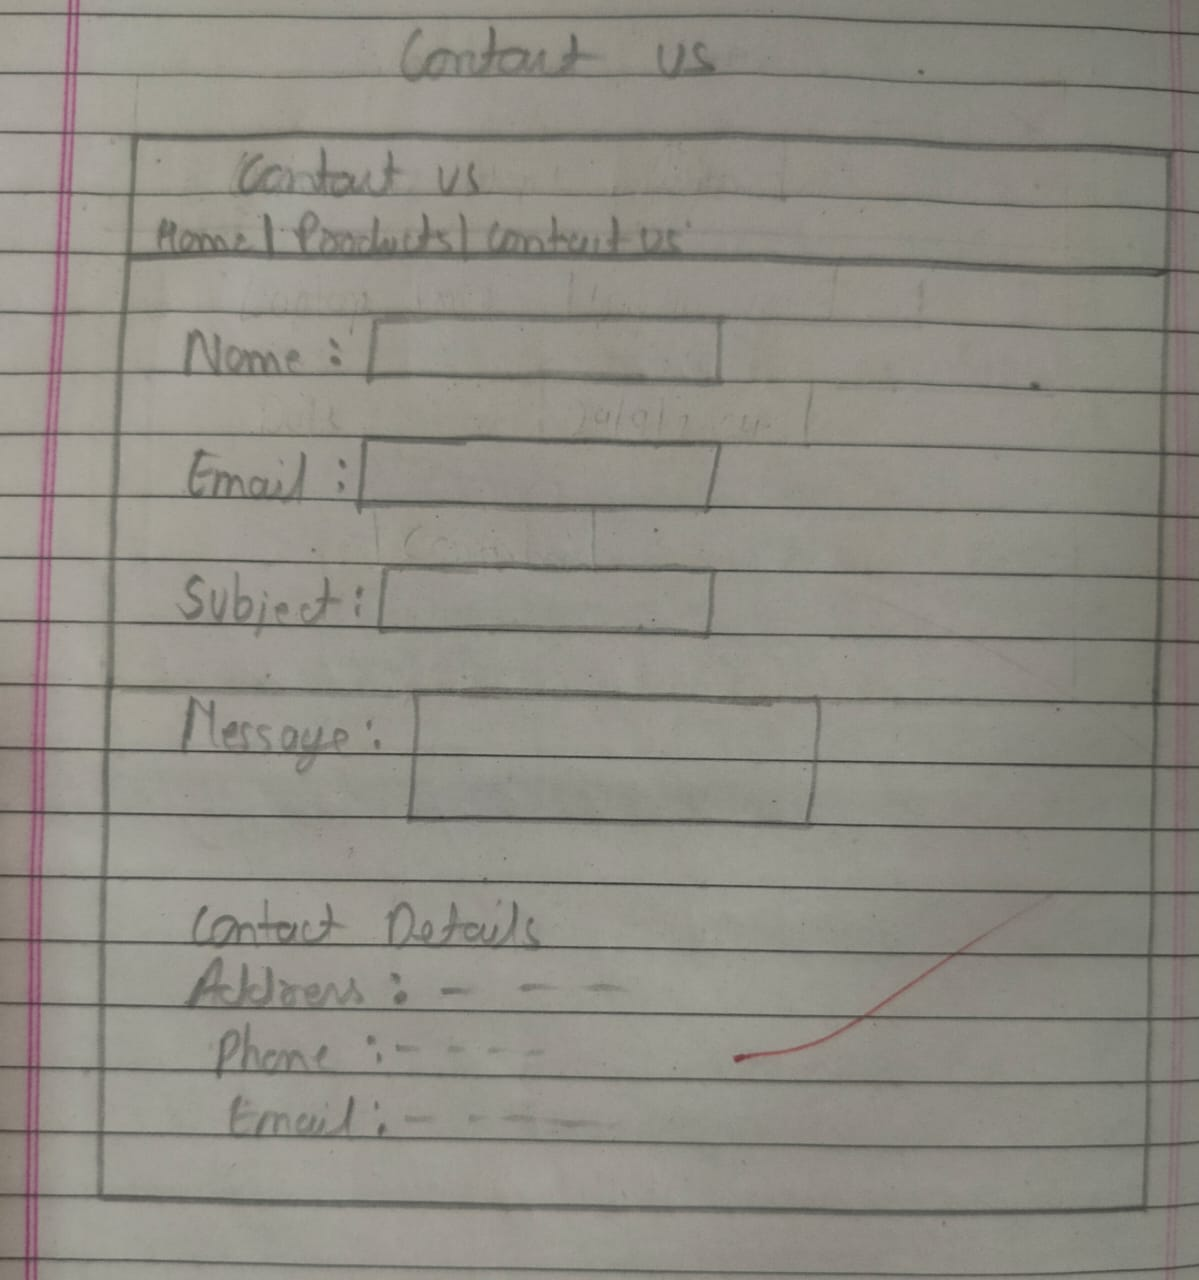 Contact us
Contact us
Home | Products | Contact us
Name :
Email :
Subject :
Message :
Contact Details
Address : - - -
Phone : - - - -
Email : - - - -